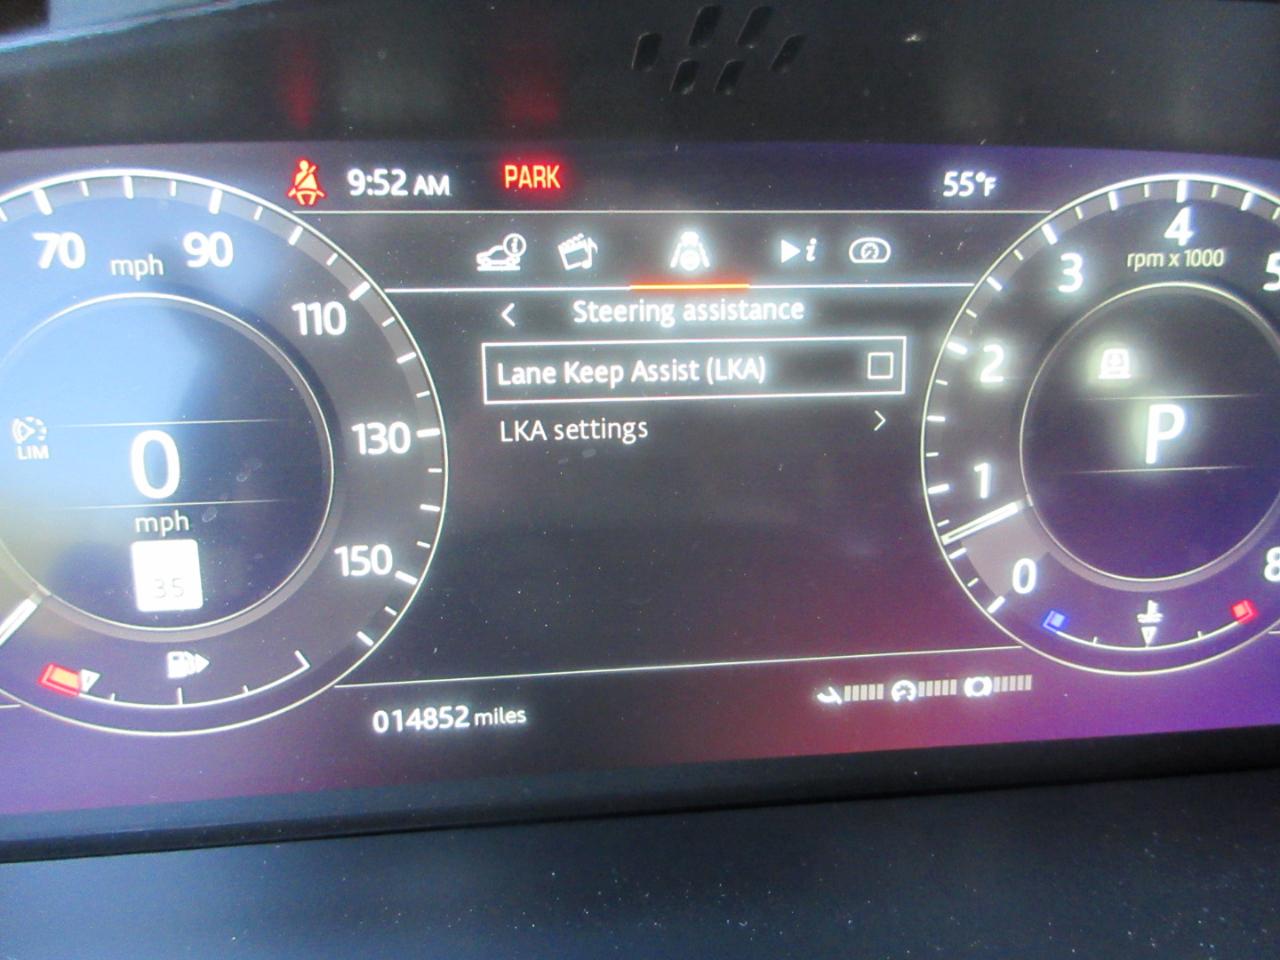 9:52 AM
PARK
55°F
70
mph
90
110
130
150
LIM
0
mph
35
Steering assistance
Lane Keep Assist (LKA)
LKA settings
014852 miles
4
rpm x 1000
3
5
2
1
0
8
P